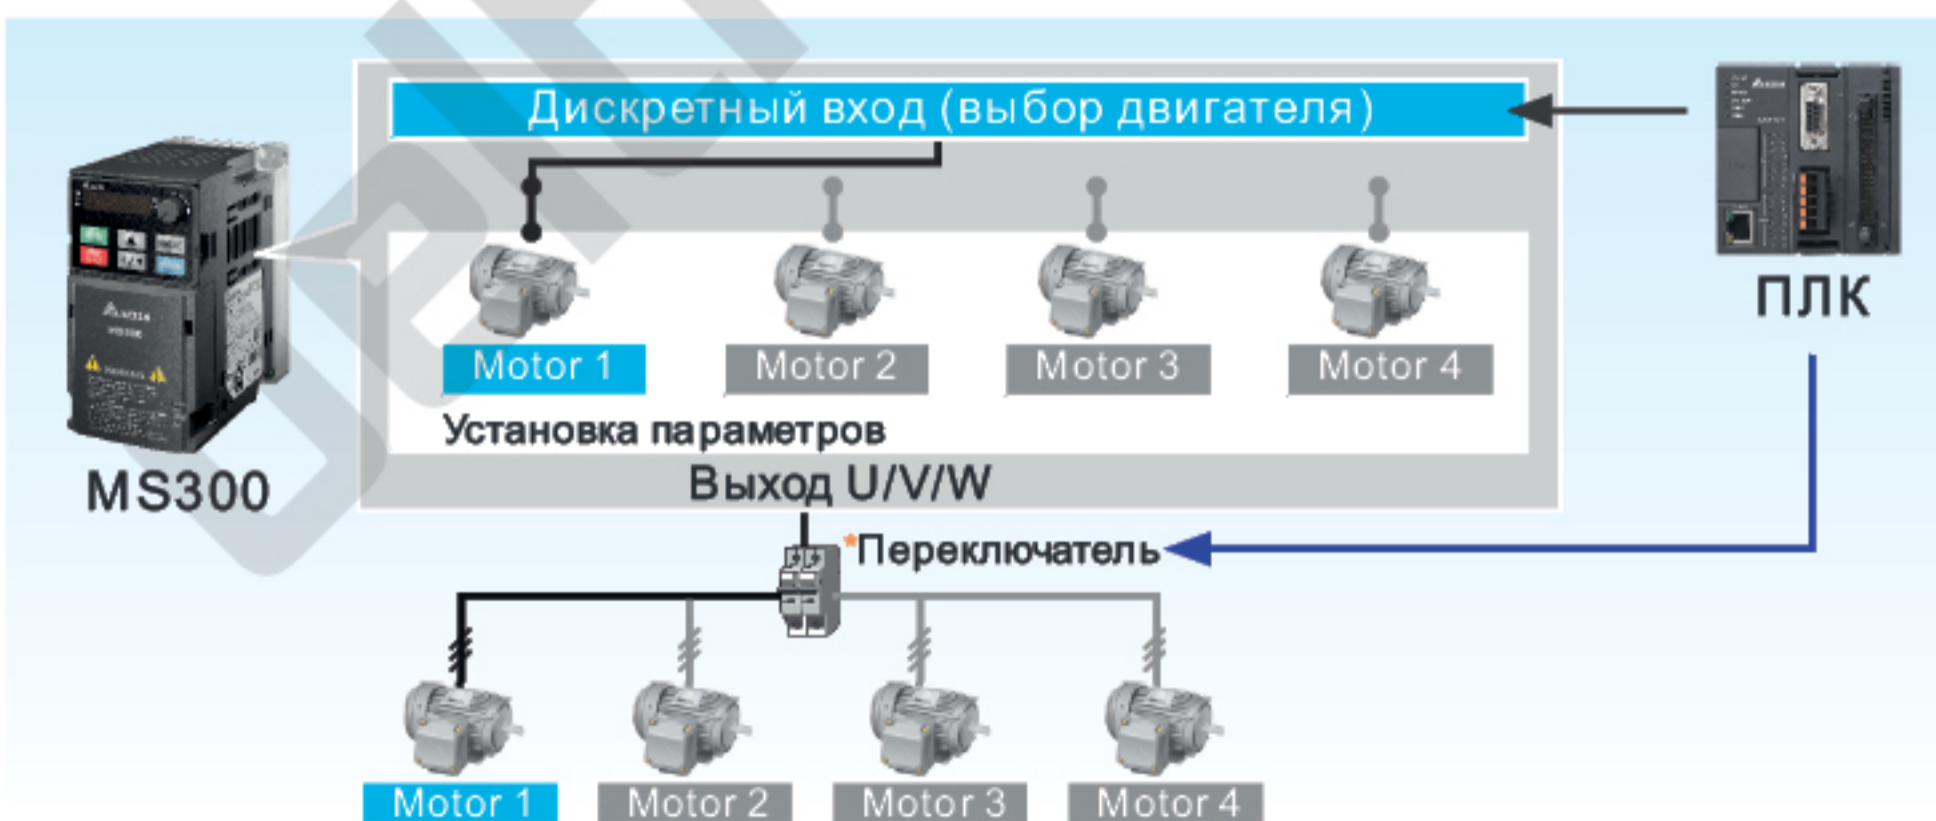 Дискретный вход (выбор двигателя)
Motor 1
Motor 2
Motor 3
Motor 4
ПЛК
Установка параметров
MS300
Выход U/V/W
*Переключатель
Motor 1
Motor 2
Motor 3
Motor 4